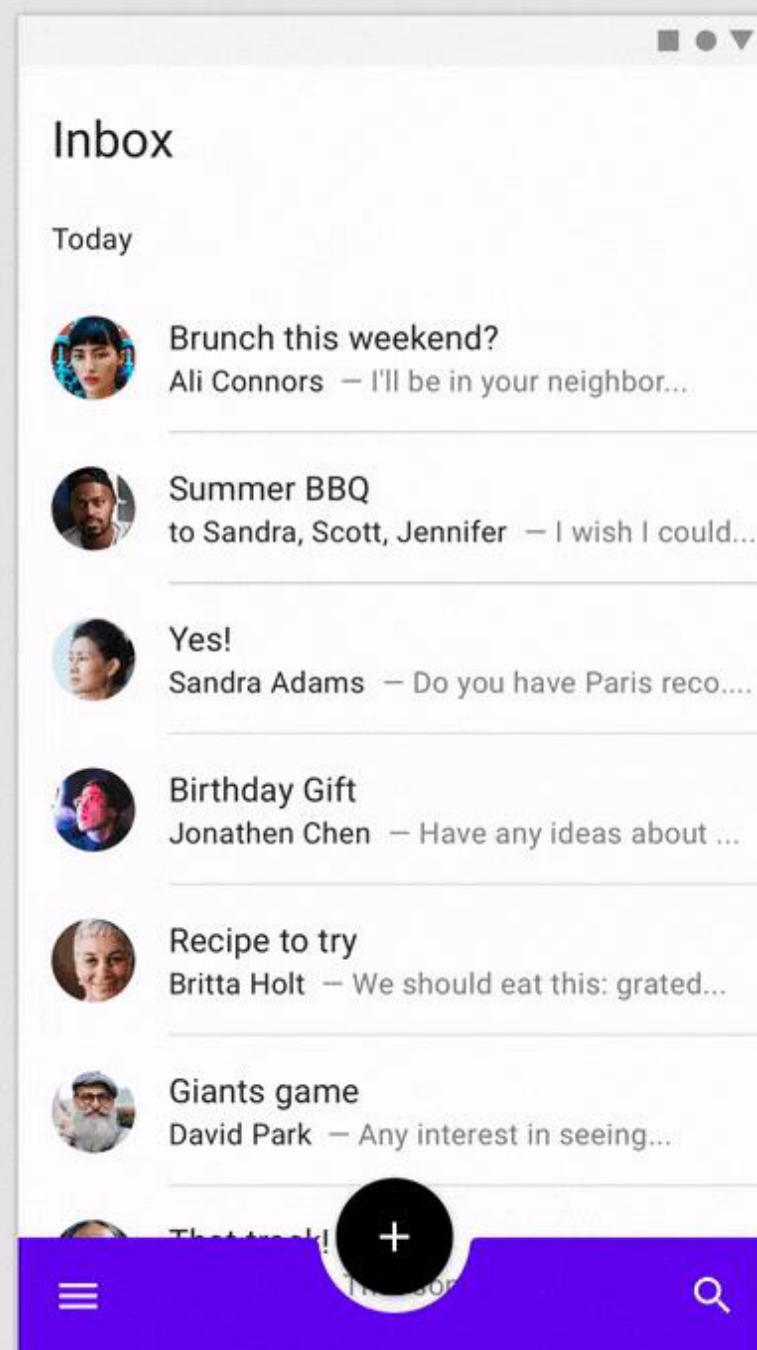 Inbox
Today
Brunch this weekend?
Ali Connors — I'll be in your neighbor...
Summer BBQ
to Sandra, Scott, Jennifer — I wish I could...
Yes!
Sandra Adams — Do you have Paris reco....
Birthday Gift
Jonathen Chen — Have any ideas about ...
Recipe to try
Britta Holt — We should eat this: grated...
Giants game
David Park — Any interest in seeing...